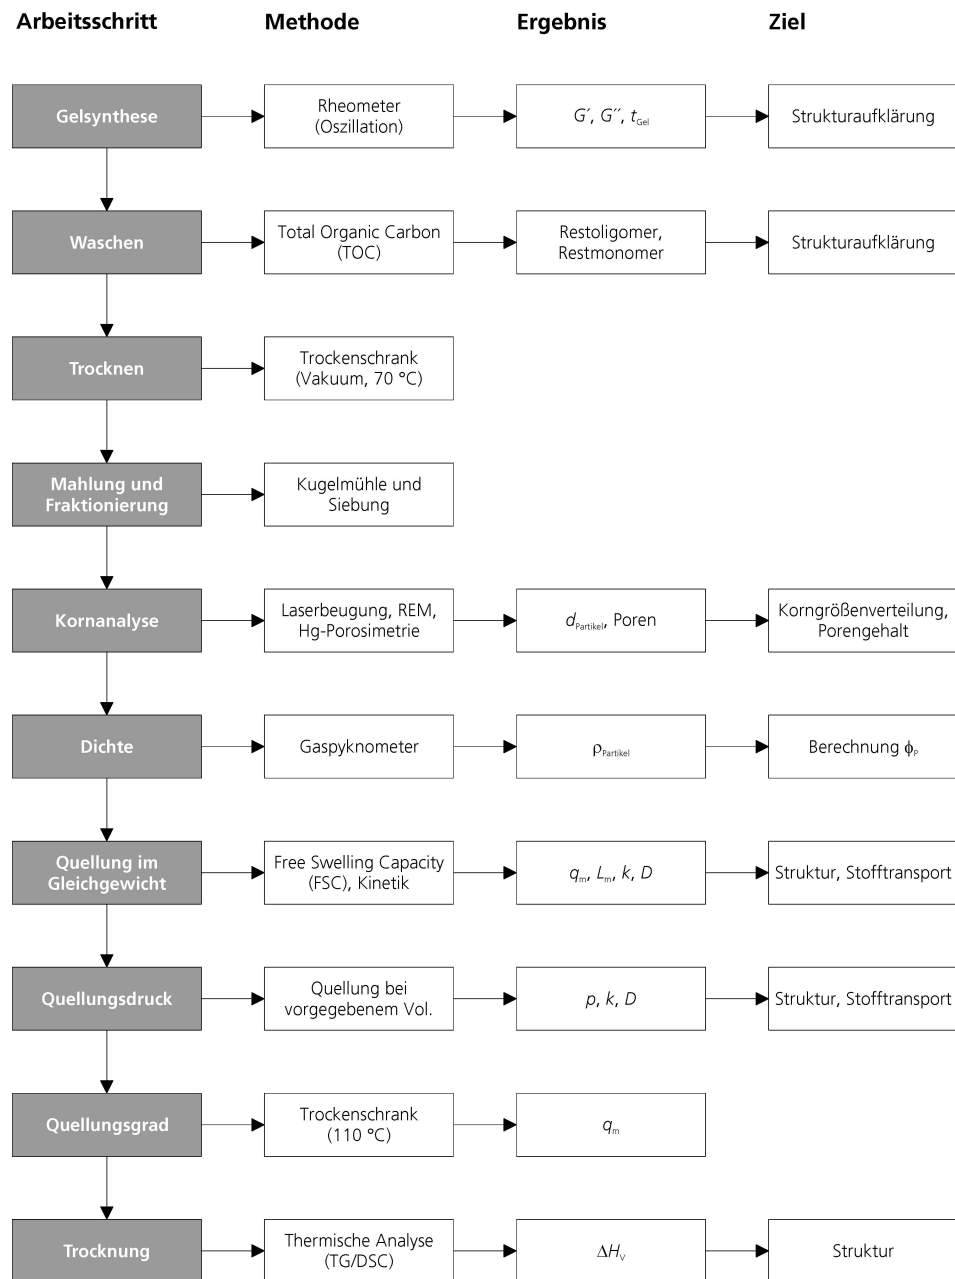 Arbeitsschritt Methode Ergebnis Ziel
Gelsynthese
Rheometer
(Oszillation)
G´, G´´, tGel
Strukturaufklärung
Waschen
Total Organic Carbon
(TOC)
Restoligomer,
Restmonomer
Strukturaufklärung
Trocknen
Trockenschrank
(Vakuum, 70 °C)
Mahlung und
Fraktionierung
Kugelmühle und
Siebung
Kornanalyse
Laserbeugung, REM,
Hg-Porosimetrie
dPartikel, Poren
Korngrößenverteilung,
Porengehalt
Dichte
Gaspyknometer
ρPartikel
Berechnung ϕP
Quellung im
Gleichgewicht
Free Swelling Capacity
(FSC), Kinetik
qm, Lm, k, D
Struktur, Stofftransport
Quellungsdruck
Quellung bei
vorgegebenem Vol.
p, k, D
Struktur, Stofftransport
Quellungsgrad
Trockenschrank
(110 °C)
qm
Trocknung
Thermische Analyse
(TG/DSC)
ΔHV
Struktur